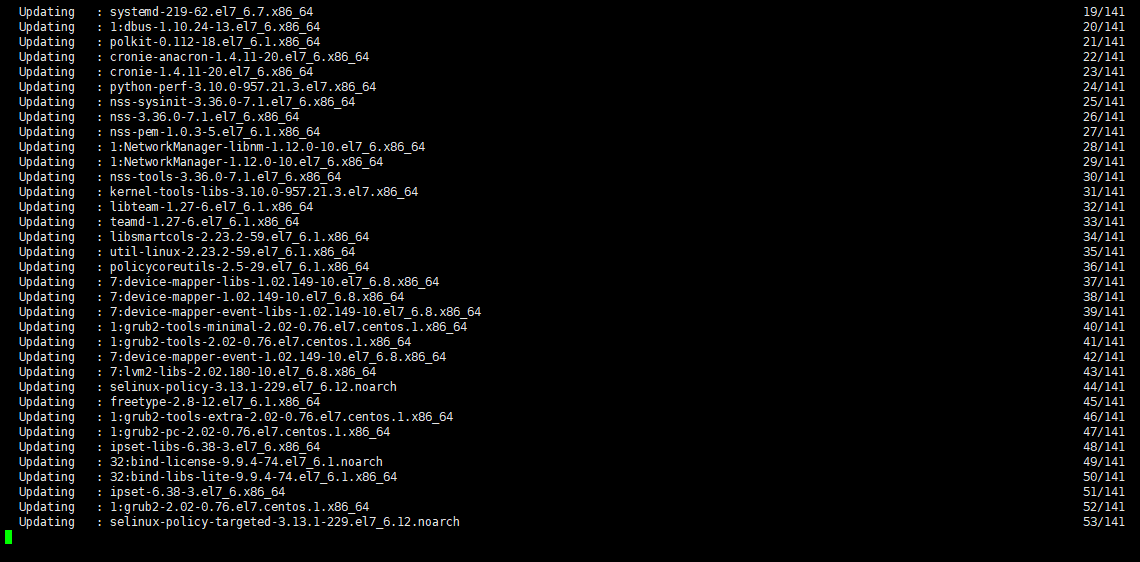 Updating   : systemd-219-62.el7_6.7.x86_64 19/141
Updating   : 1:dbus-1.10.24-13.el7_6.x86_64 20/141
Updating   : polkit-0.112-18.el7_6.1.x86_64 21/141
Updating   : cronie-anacron-1.4.11-20.el7_6.x86_64 22/141
Updating   : cronie-1.4.11-20.el7_6.x86_64 23/141
Updating   : python-perf-3.10.0-957.21.3.el7.x86_64 24/141
Updating   : nss-sysinit-3.36.0-7.1.el7_6.x86_64 25/141
Updating   : nss-3.36.0-7.1.el7_6.x86_64 26/141
Updating   : nss-pem-1.0.3-5.el7_6.1.x86_64 27/141
Updating   : 1:NetworkManager-libnm-1.12.0-10.el7_6.x86_64 28/141
Updating   : 1:NetworkManager-1.12.0-10.el7_6.x86_64 29/141
Updating   : nss-tools-3.36.0-7.1.el7_6.x86_64 30/141
Updating   : kernel-tools-libs-3.10.0-957.21.3.el7.x86_64 31/141
Updating   : libteam-1.27-6.el7_6.1.x86_64 32/141
Updating   : teamd-1.27-6.el7_6.1.x86_64 33/141
Updating   : libsmartcols-2.23.2-59.el7_6.1.x86_64 34/141
Updating   : util-linux-2.23.2-59.el7_6.1.x86_64 35/141
Updating   : policycoreutils-2.5-29.el7_6.1.x86_64 36/141
Updating   : 7:device-mapper-libs-1.02.149-10.el7_6.8.x86_64 37/141
Updating   : 7:device-mapper-1.02.149-10.el7_6.8.x86_64 38/141
Updating   : 7:device-mapper-event-libs-1.02.149-10.el7_6.8.x86_64 39/141
Updating   : 1:grub2-tools-minimal-2.02-0.76.el7.centos.1.x86_64 40/141
Updating   : 1:grub2-tools-2.02-0.76.el7.centos.1.x86_64 41/141
Updating   : 7:device-mapper-event-1.02.149-10.el7_6.8.x86_64 42/141
Updating   : 7:lvm2-libs-2.02.180-10.el7_6.8.x86_64 43/141
Updating   : selinux-policy-3.13.1-229.el7_6.12.noarch 44/141
Updating   : freetype-2.8-12.el7_6.1.x86_64 45/141
Updating   : 1:grub2-tools-extra-2.02-0.76.el7.centos.1.x86_64 46/141
Updating   : 1:grub2-pc-2.02-0.76.el7.centos.1.x86_64 47/141
Updating   : ipset-libs-6.38-3.el7_6.x86_64 48/141
Updating   : 32:bind-license-9.9.4-74.el7_6.1.noarch 49/141
Updating   : 32:bind-libs-lite-9.9.4-74.el7_6.1.x86_64 50/141
Updating   : ipset-6.38-3.el7_6.x86_64 51/141
Updating   : 1:grub2-2.02-0.76.el7.centos.1.x86_64 52/141
Updating   : selinux-policy-targeted-3.13.1-229.el7_6.12.noarch 53/141